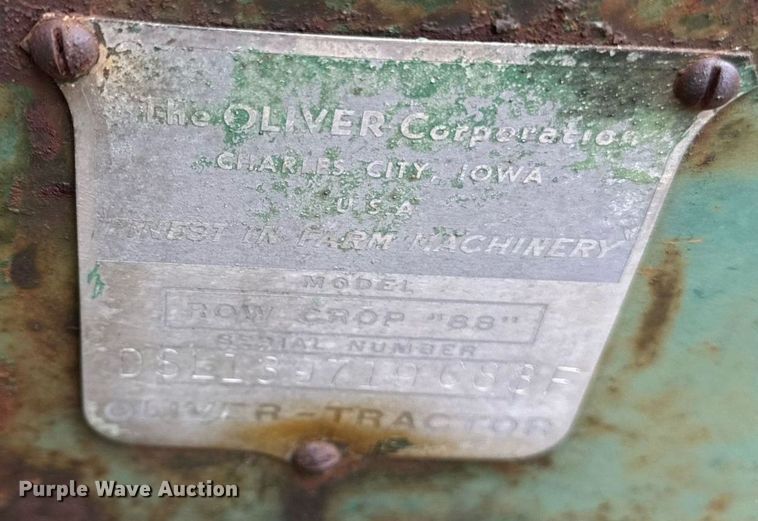 The OLIVER Corporation
CHARLES CITY, IOWA
U.S.A
"FINEST IN FARM MACHINERY"
MODEL
ROW CROP "88"
SERIAL NUMBER
OLIVER-TRACTOR
Purple Wave Auction